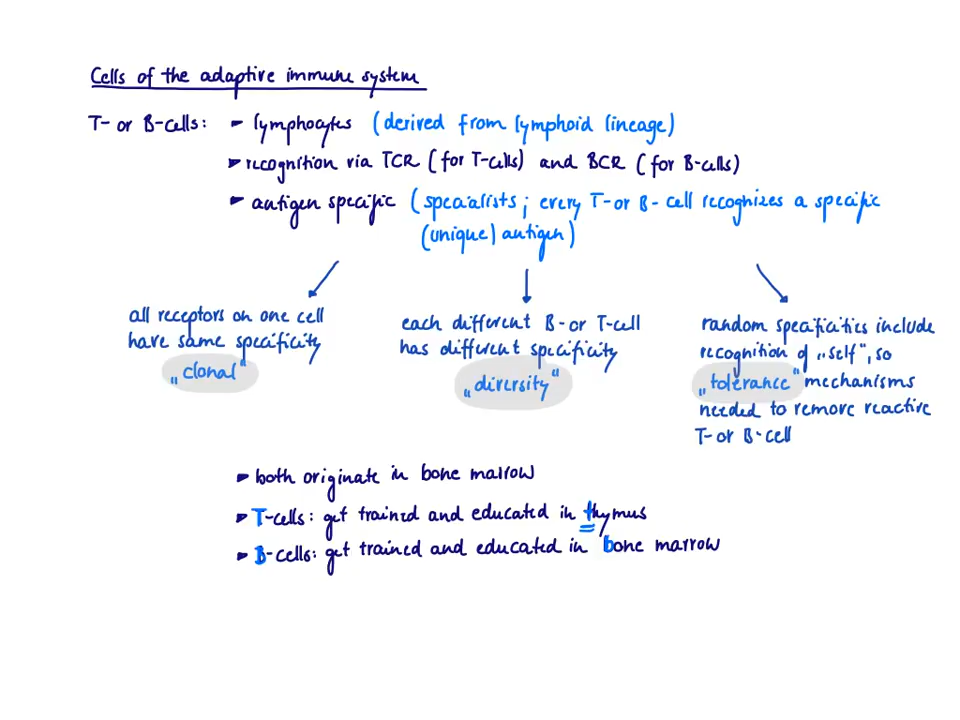 Cells of the adaptive immune system
T- or B-cells: ► lymphocytes (derived from lymphoid lineage)
► recognition via TCR (for T-cells) and BCR (for B-cells)
► antigen specific (specialists; every T- or B-cell recognizes a specific
(unique) antigen)
all receptors on one cell
have same specificity
„clonal"
each different B- or T-cell
has different specificity
„diversity"
random specificities include
recognition of „self", so
„tolerance" mechanisms
needed to remove reactive
T- or B-cell
► both originate in bone marrow
► T-cells: get trained and educated in thymus
► B-cells: get trained and educated in bone marrow